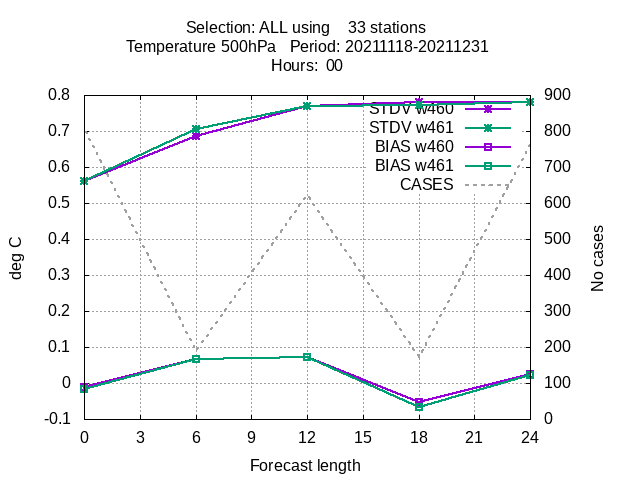 Selection: ALL using 33 stations
Temperature 500hPa Period: 20211118-20211231
Hours: 00
0.8
0.7
0.6
0.5
0.4
0.3
0.2
0.1
0
-0.1
deg C
STDV w460
STDV w461
BIAS w460
BIAS w461
CASES
900
800
700
600
500
400
300
200
100
0
No cases
0 3 6 9 12 15 18 21 24
Forecast length